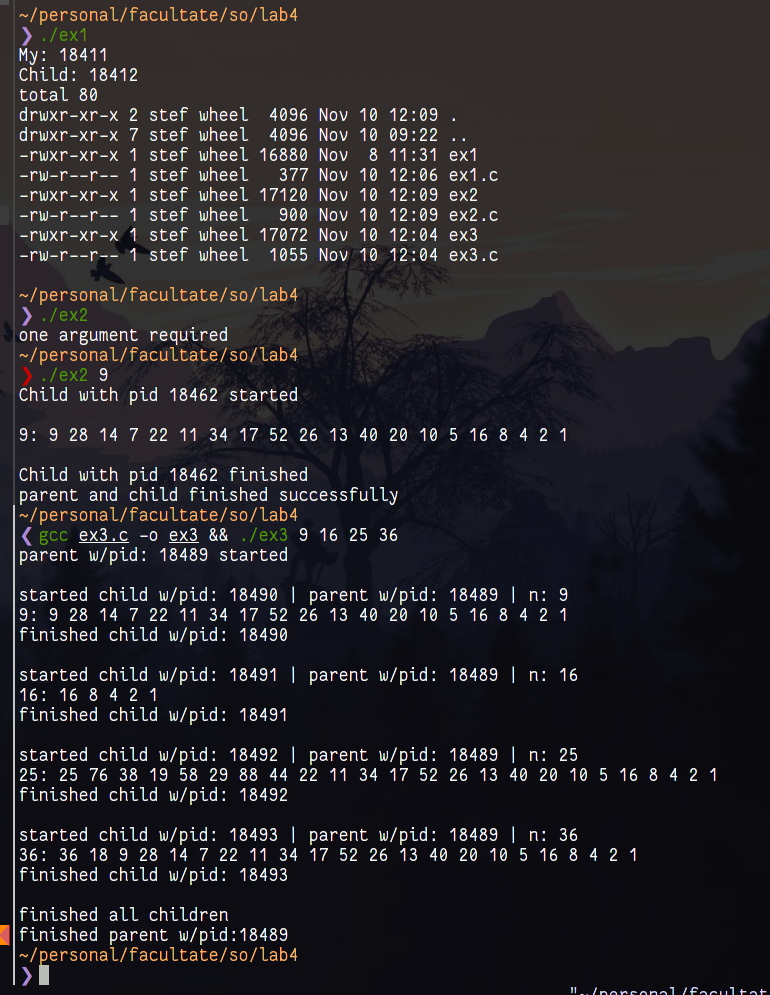 ~/personal/facultate/so/lab4
❯ ./ex1
My: 18411
Child: 18412
total 80
drwxr-xr-x 2 stef wheel  4096 Nov 10 12:09 .
drwxr-xr-x 7 stef wheel  4096 Nov 10 09:22 ..
-rwxr-xr-x 1 stef wheel 16880 Nov  8 11:31 ex1
-rw-r--r-- 1 stef wheel   377 Nov 10 12:06 ex1.c
-rwxr-xr-x 1 stef wheel 17120 Nov 10 12:09 ex2
-rw-r--r-- 1 stef wheel   900 Nov 10 12:09 ex2.c
-rwxr-xr-x 1 stef wheel 17072 Nov 10 12:04 ex3
-rw-r--r-- 1 stef wheel  1055 Nov 10 12:04 ex3.c
~/personal/facultate/so/lab4
❯ ./ex2
one argument required
~/personal/facultate/so/lab4
❯ ./ex2 9
Child with pid 18462 started
9: 9 28 14 7 22 11 34 17 52 26 13 40 20 10 5 16 8 4 2 1
Child with pid 18462 finished
parent and child finished successfully
~/personal/facultate/so/lab4
❮ gcc ex3.c -o ex3 && ./ex3 9 16 25 36
parent w/pid: 18489 started
started child w/pid: 18490 | parent w/pid: 18489 | n: 9
9: 9 28 14 7 22 11 34 17 52 26 13 40 20 10 5 16 8 4 2 1
finished child w/pid: 18490
started child w/pid: 18491 | parent w/pid: 18489 | n: 16
16: 16 8 4 2 1
finished child w/pid: 18491
started child w/pid: 18492 | parent w/pid: 18489 | n: 25
25: 25 76 38 19 58 29 88 44 22 11 34 17 52 26 13 40 20 10 5 16 8 4 2 1
finished child w/pid: 18492
started child w/pid: 18493 | parent w/pid: 18489 | n: 36
36: 36 18 9 28 14 7 22 11 34 17 52 26 13 40 20 10 5 16 8 4 2 1
finished child w/pid: 18493
finished all children
finished parent w/pid:18489
~/personal/facultate/so/lab4
❯
"~/personal/facultat